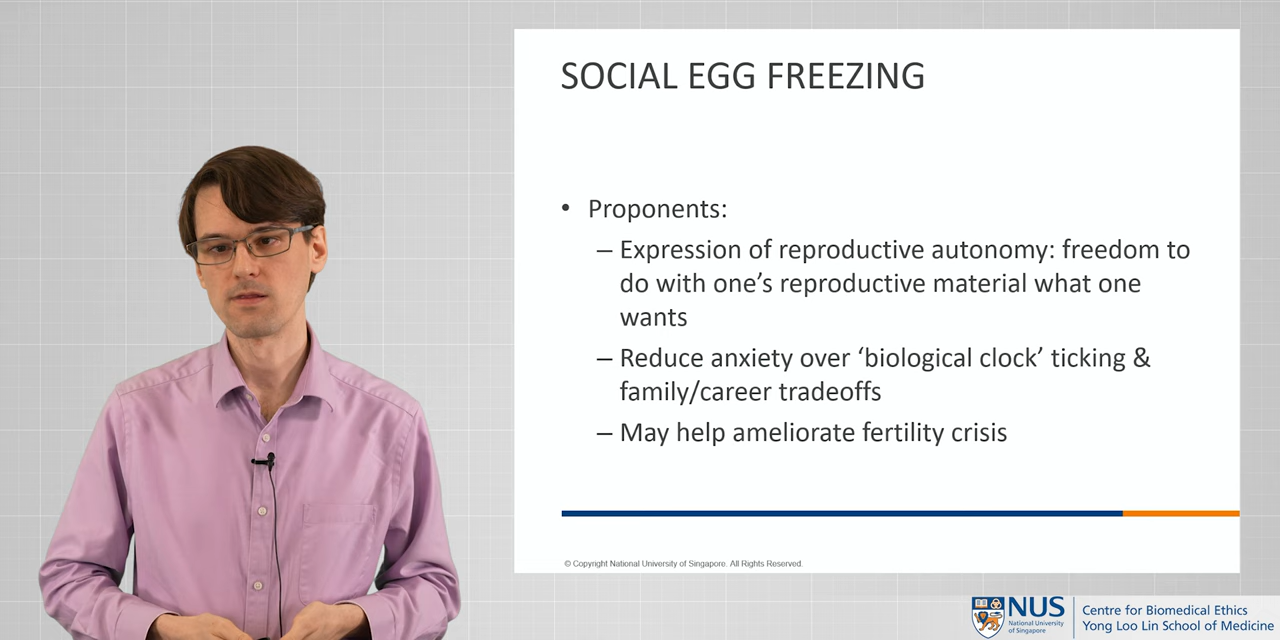 SOCIAL EGG FREEZING
• Proponents:
– Expression of reproductive autonomy: freedom to
do with one’s reproductive material what one
wants
– Reduce anxiety over ‘biological clock’ ticking &
family/career tradeoffs
– May help ameliorate fertility crisis
© Copyright National University of Singapore. All Rights Reserved.
NUS
National University
of Singapore
Centre for Biomedical Ethics
Yong Loo Lin School of Medicine